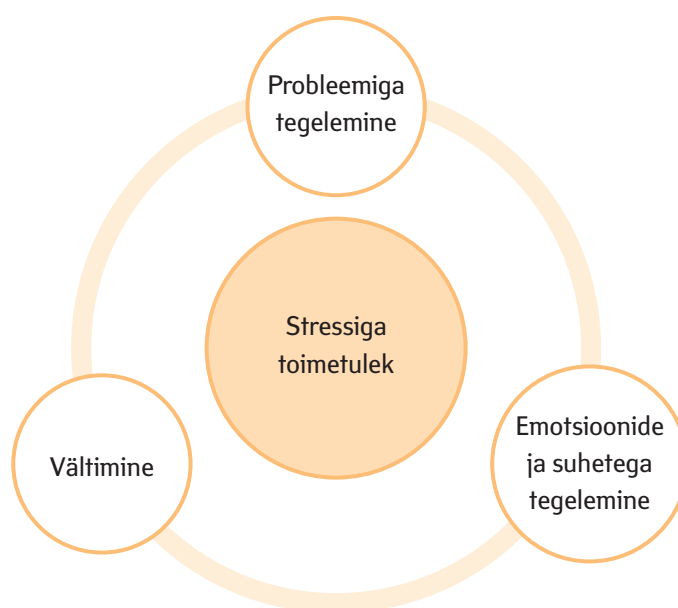 Probleemiga
tegelemine
Stressiga
toimetulek
Vältimine
Emotsioonide
ja suhetega
tegelemine